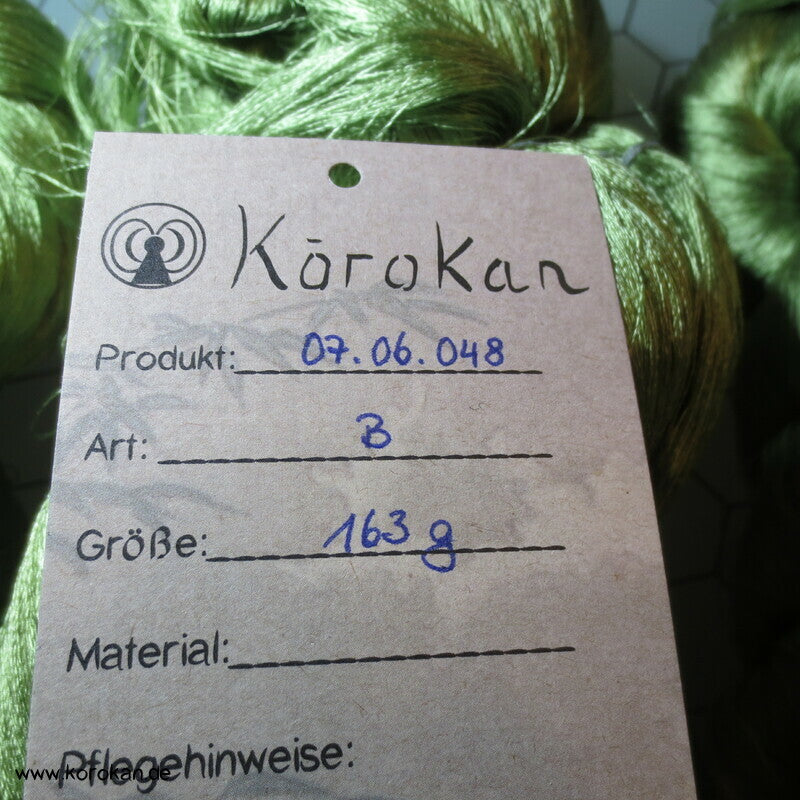 Kōrokan
Produkt: 07.06.048
Art: B
Größe: 163 g
Material:
Pflegehinweise:
www.korokan.de